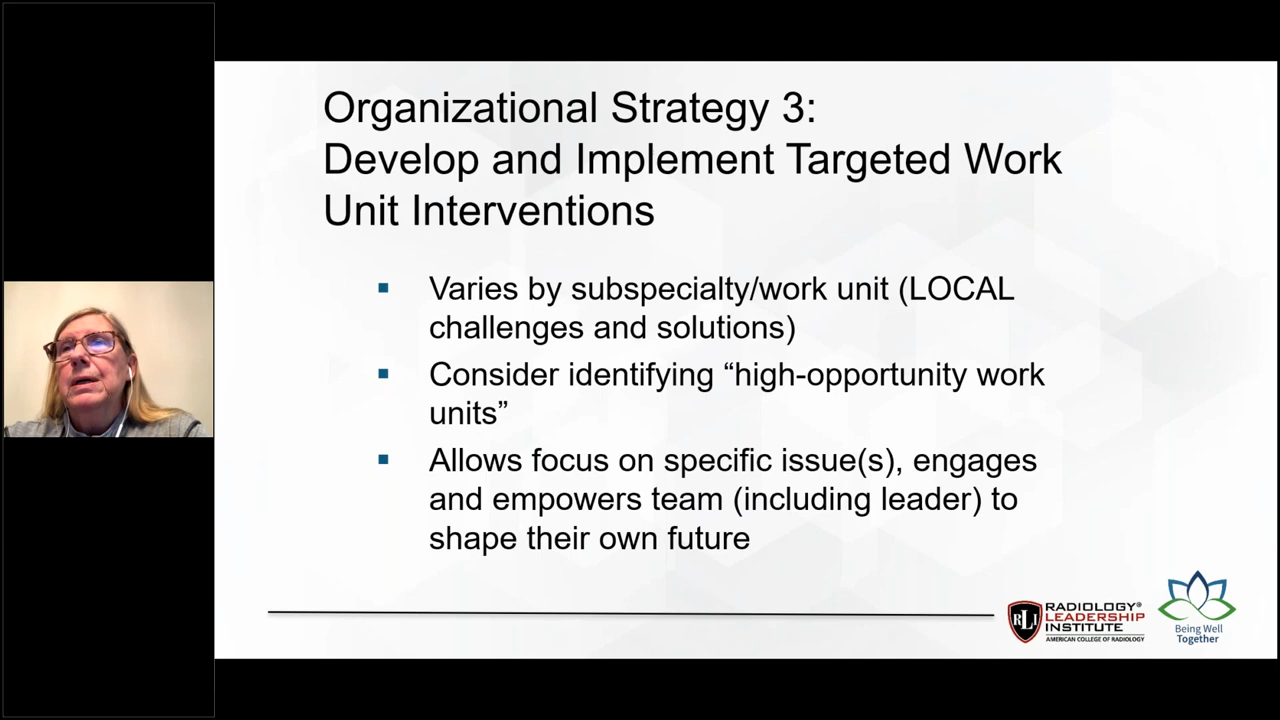 Organizational Strategy 3:
Develop and Implement Targeted Work
Unit Interventions
▪ Varies by subspecialty/work unit (LOCAL
challenges and solutions)
▪ Consider identifying “high-opportunity work
units”
▪ Allows focus on specific issue(s), engages
and empowers team (including leader) to
shape their own future
RLI
RADIOLOGY®
LEADERSHIP
INSTITUTE
AMERICAN COLLEGE OF RADIOLOGY
Being Well
Together